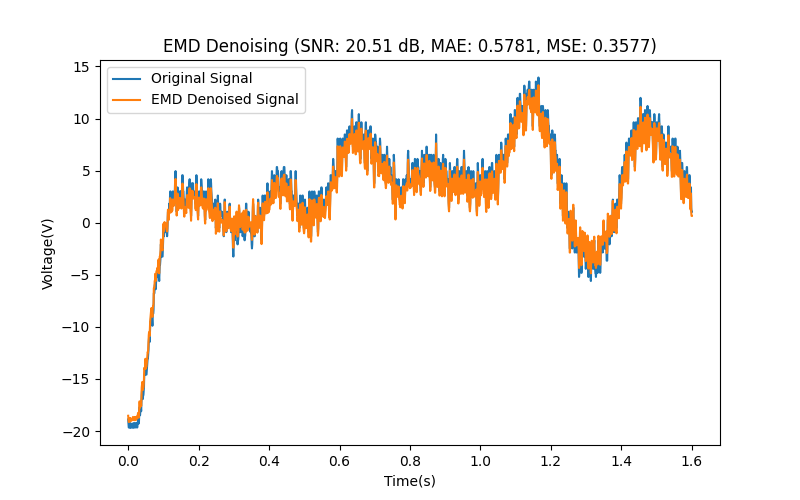 EMD Denoising (SNR: 20.51 dB, MAE: 0.5781, MSE: 0.3577)
Original Signal
EMD Denoised Signal
Voltage(V)
15
10
5
0
−5
−10
−15
−20
0.0 0.2 0.4 0.6 0.8 1.0 1.2 1.4 1.6
Time(s)